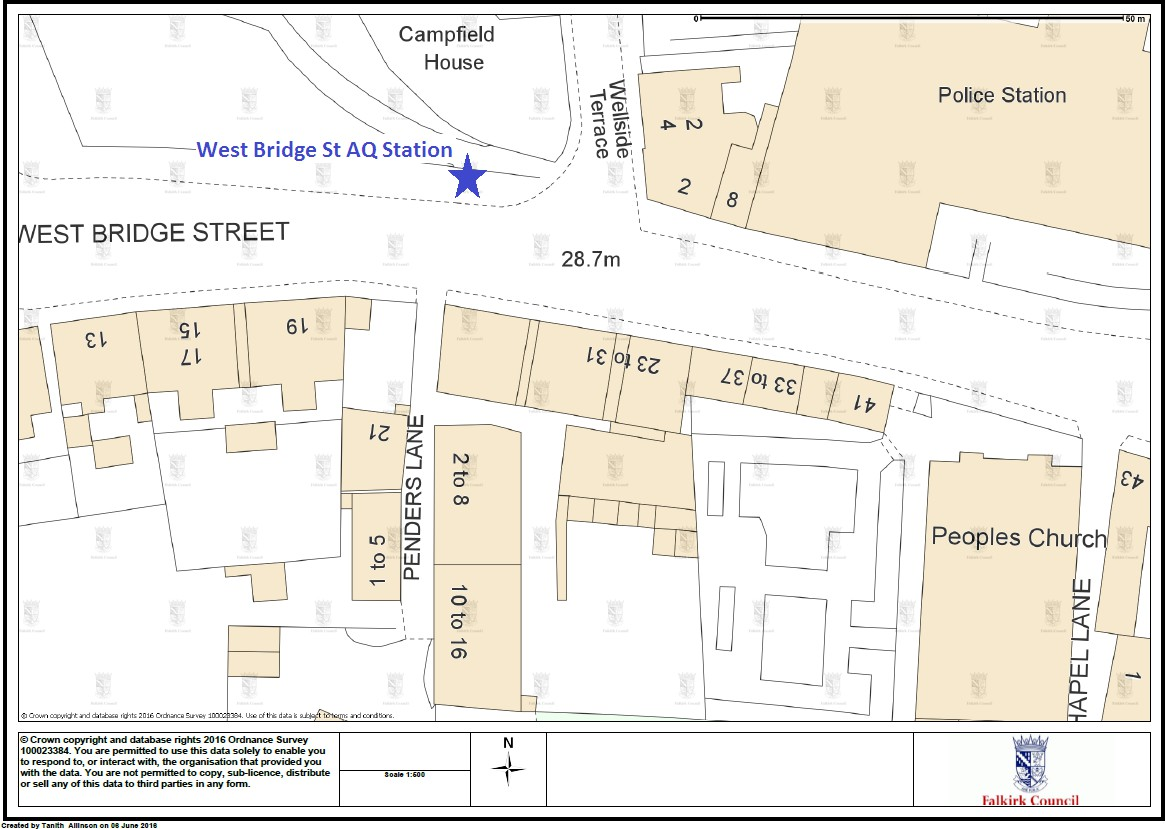 0
50 m
Campfield
House
Wellside
Terrace
Police Station
2
4
2
8
West Bridge St AQ Station
WEST BRIDGE STREET
28.7m
13
15
17
19
23 to 31
33 to 37
41
21
PENDERS LANE
2 to 8
1 to 5
10 to 16
43
Peoples Church
HAPEL LANE
1
© Crown copyright and database rights 2016 Ordnance Survey 100023384. Use of this data is subject to terms and conditions.
© Crown copyright and database rights 2016 Ordnance Survey
100023384. You are permitted to use this data solely to enable you
to respond to, or interact with, the organisation that provided you
with the data. You are not permitted to copy, sub-licence, distribute
or sell any of this data to third parties in any form.
Scale 1:500
N
Falkirk Council
Created by Tanith Allinson on 06 June 2016